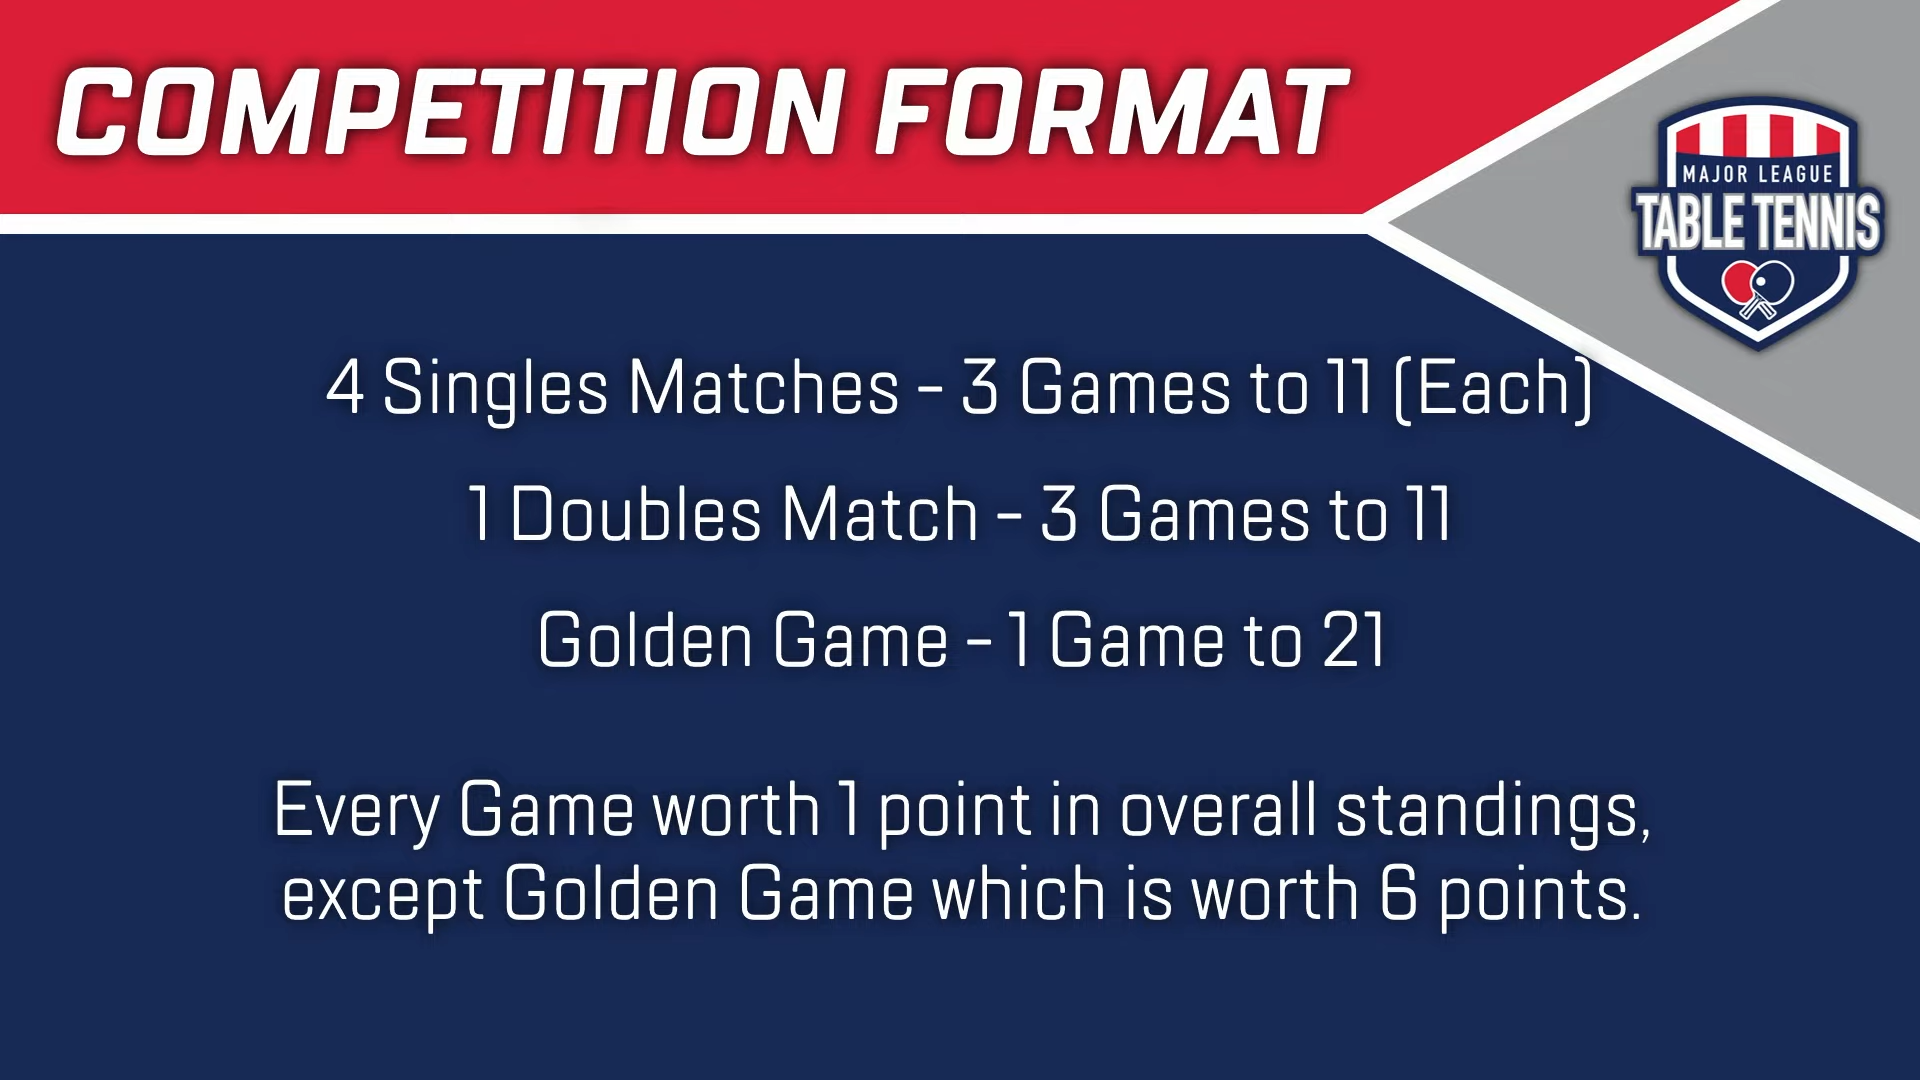 COMPETITION FORMAT
MAJOR LEAGUE
TABLE TENNIS
4 Singles Matches - 3 Games to 11 (Each)
1 Doubles Match - 3 Games to 11
Golden Game - 1 Game to 21
Every Game worth 1 point in overall standings,
except Golden Game which is worth 6 points.